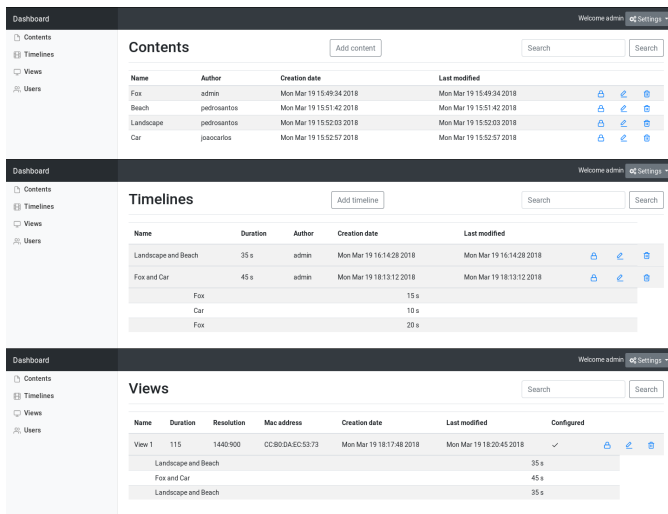 Dashboard
Welcome admin Settings
Contents
Timelines
Views
Users
Contents Add content Search Search
Name Author Creation date Last modified
Fox admin Mon Mar 19 15:49:34 2018 Mon Mar 19 15:49:34 2018
Beach pedrosantos Mon Mar 19 15:51:42 2018 Mon Mar 19 15:51:42 2018
Landscape pedrosantos Mon Mar 19 15:52:03 2018 Mon Mar 19 15:52:03 2018
Car joaocarlos Mon Mar 19 15:52:57 2018 Mon Mar 19 15:52:57 2018
Dashboard
Welcome admin Settings
Contents
Timelines
Views
Users
Timelines Add timeline Search Search
Name Duration Author Creation date Last modified
Landscape and Beach 35 s admin Mon Mar 19 16:14:28 2018 Mon Mar 19 16:14:28 2018
Fox and Car 45 s admin Mon Mar 19 18:13:12 2018 Mon Mar 19 18:13:12 2018
Fox 15 s
Car 10 s
Fox 20 s
Dashboard
Welcome admin Settings
Contents
Timelines
Views
Users
Views Search Search
Name Duration Resolution Mac address Creation date Last modified Configured
View 1 115 1440:900 CC:B0:DA:EC:53:73 Mon Mar 19 18:17:48 2018 Mon Mar 19 18:20:45 2018
Landscape and Beach 35 s
Fox and Car 45 s
Landscape and Beach 35 s